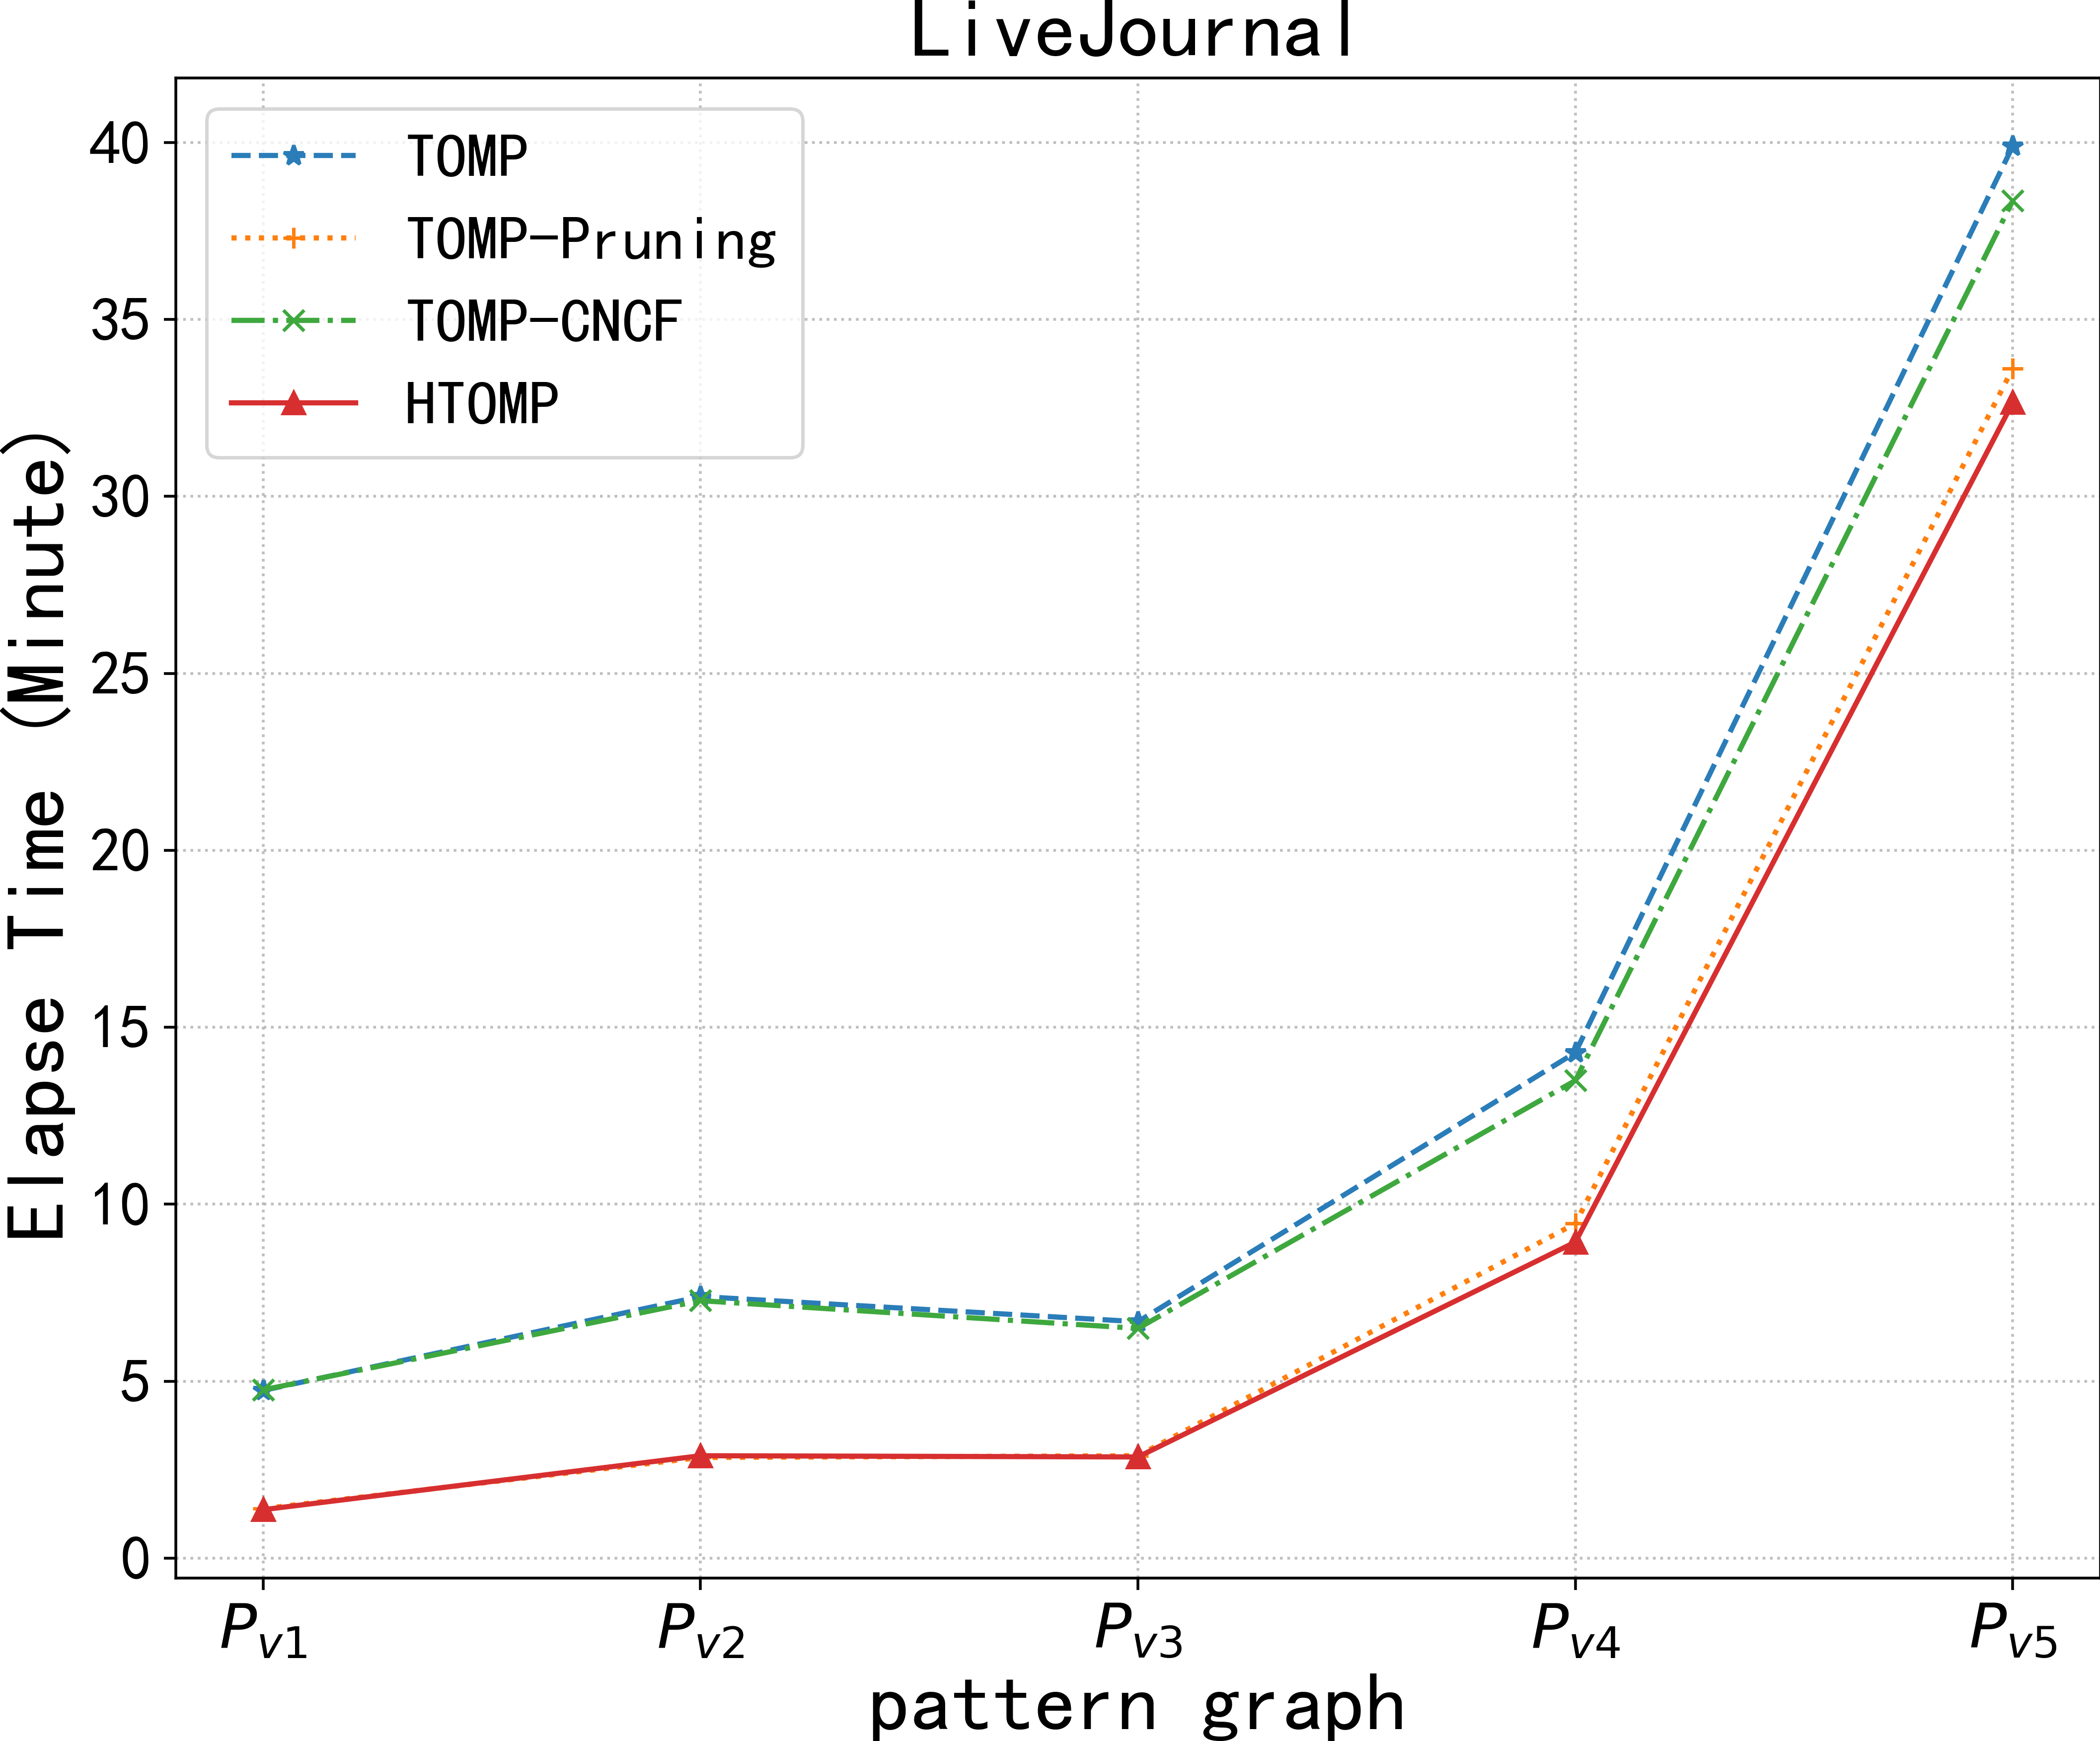 LiveJournal
TOMP
TOMP-Pruning
TOMP-CNCF
HTOMP
Elapse Time (Minute)
40
35
30
25
20
15
10
5
0
Pv1 Pv2 Pv3 Pv4 Pv5
pattern graph